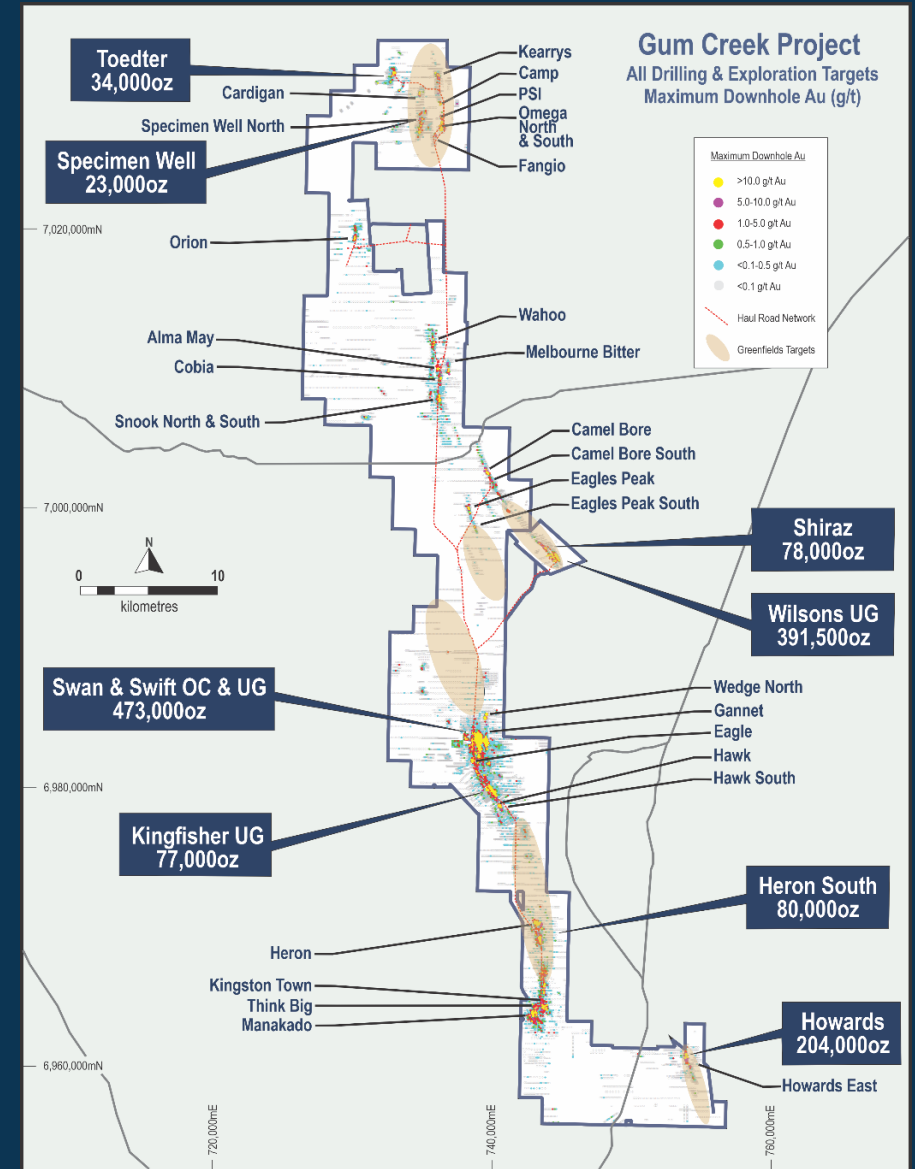 Gum Creek Project
All Drilling & Exploration Targets
Maximum Downhole Au (g/t)
Toedter
34,000oz
Cardigan
Specimen Well North
Specimen Well
23,000oz
Kearrys
Camp
PSI
Omega
North
& South
Fangio
Maximum Downhole Au
>10.0 g/t Au
5.0-10.0 g/t Au
1.0-5.0 g/t Au
0.5-1.0 g/t Au
<0.1-0.5 g/t Au
<0.1 g/t Au
Haul Road Network
Greenfields Targets
7,020,000mN
Orion
Wahoo
Alma May
Melbourne Bitter
Cobia
Snook North & South
Camel Bore
Camel Bore South
Eagles Peak
Eagles Peak South
7,000,000mN
Shiraz
78,000oz
N
0
10
kilometres
Wilsons UG
391,500oz
Swan & Swift OC & UG
473,000oz
Wedge North
Gannet
Eagle
Hawk
Hawk South
6,980,000mN
Kingfisher UG
77,000oz
Heron South
80,000oz
Heron
Kingston Town
Think Big
Manakado
Howards
204,000oz
6,960,000mN
Howards East
720,000mE
740,000mE
760,000mE